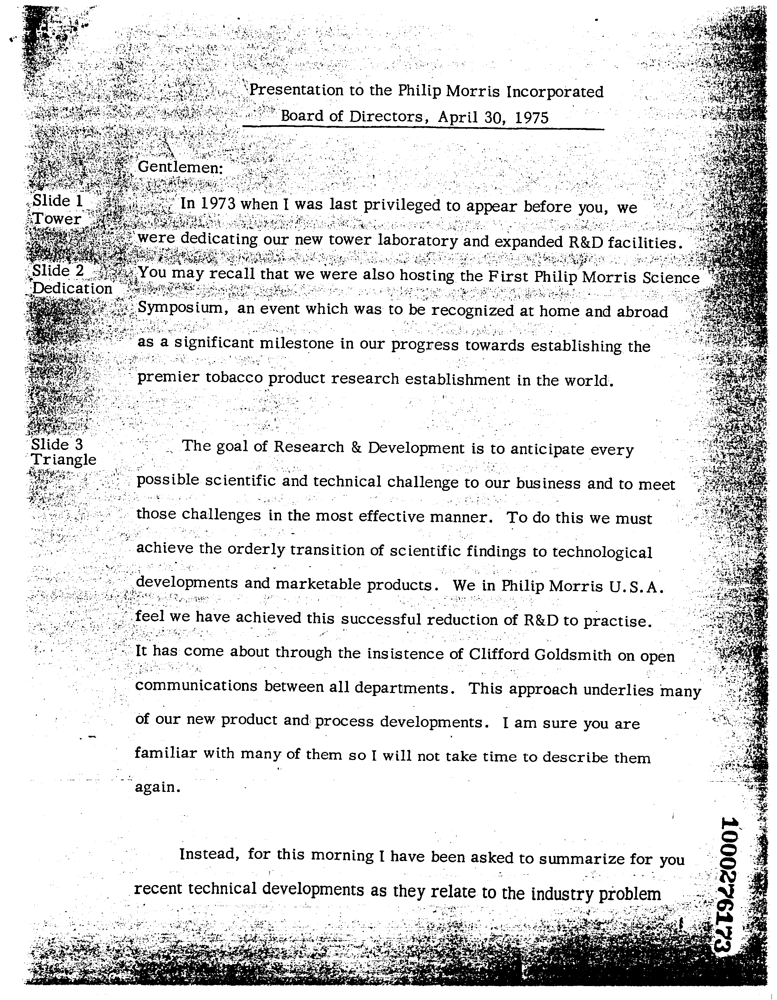 Presentation to the Philip Morris Incorporated
Board of Directors, April 30, 1975
Gentlemen:
Slide 1
Tower
In 1973 when I was last privileged to appear before you, we
were dedicating our new tower laboratory and expanded R&D facilities.
Slide 2
Dedication
You may recall that we were also hosting the First Philip Morris Science
Symposium, an event which was to be recognized at home and abroad
as a significant milestone in our progress towards establishing the
premier tobacco product research establishment in the world.
Slide 3
Triangle
The goal of Research & Development is to anticipate every
possible scientific and technical challenge to our business and to meet
those challenges in the most effective manner. To do this we must
achieve the orderly transition of scientific findings to technological
developments and marketable products. We in Philip Morris U.S.A.
feel we have achieved this successful reduction of R&D to practise.
It has come about through the insistence of Clifford Goldsmith on open
communications between all departments. This approach underlies many
of our new product and process developments. I am sure you are
familiar with many of them so I will not take time to describe them
again.
Instead, for this morning I have been asked to summarize for you
recent technical developments as they relate to the industry problem
1000276173